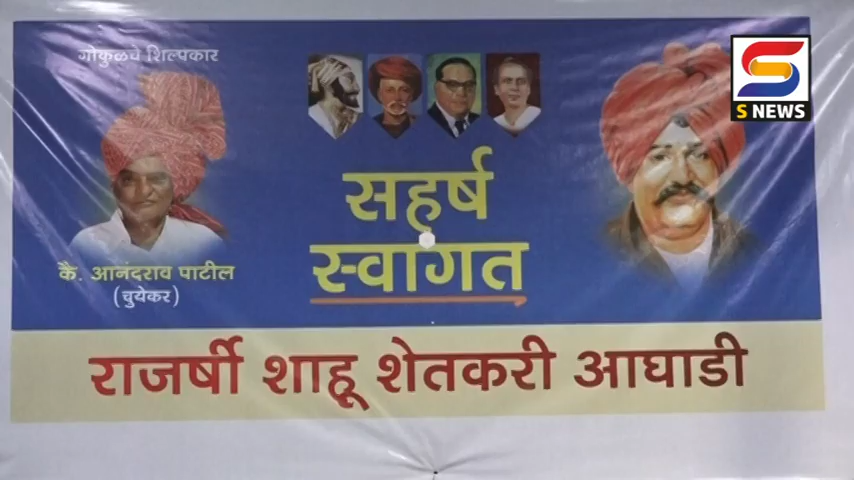 गोकुळचे शिल्पकार
S NEWS
सहर्ष
स्वागत
कै. आनंदराव पाटील
(चुयेकर)
राजर्षी शाहू शेतकरी आघाडी